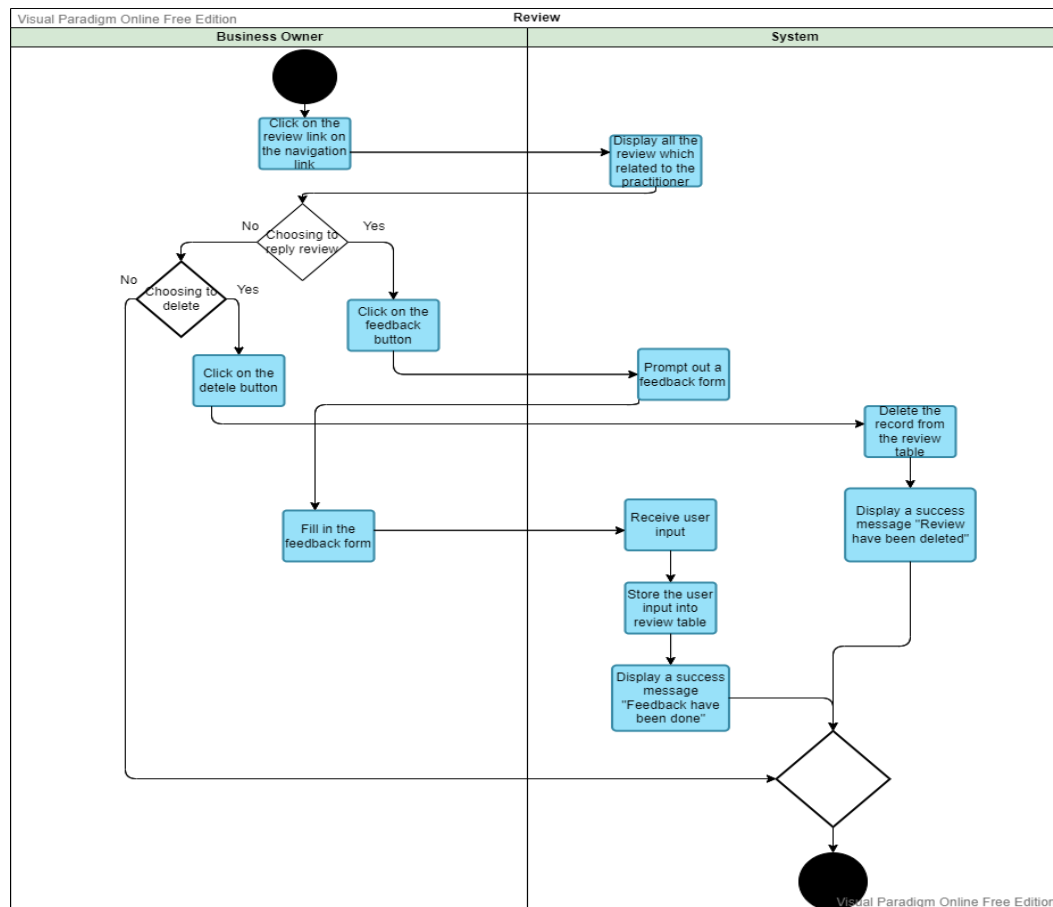 Visual Paradigm Online Free Edition
Review
Business Owner
System
Click on the
review link on
the navigation
link
Display all the
review which
related to the
practitioner
No
Choosing to
reply review
Yes
No
Choosing to
delete
Yes
Click on the
feedback
button
Click on the
detele button
Prompt out a
feedback form
Delete the
record from
the review
table
Fill in the
feedback form
Receive user
input
Display a success
message "Review
have been deleted"
Store the user
input into
review table
Display a success
message
"Feedback have
been done"
Visual Paradigm Online Free Edition